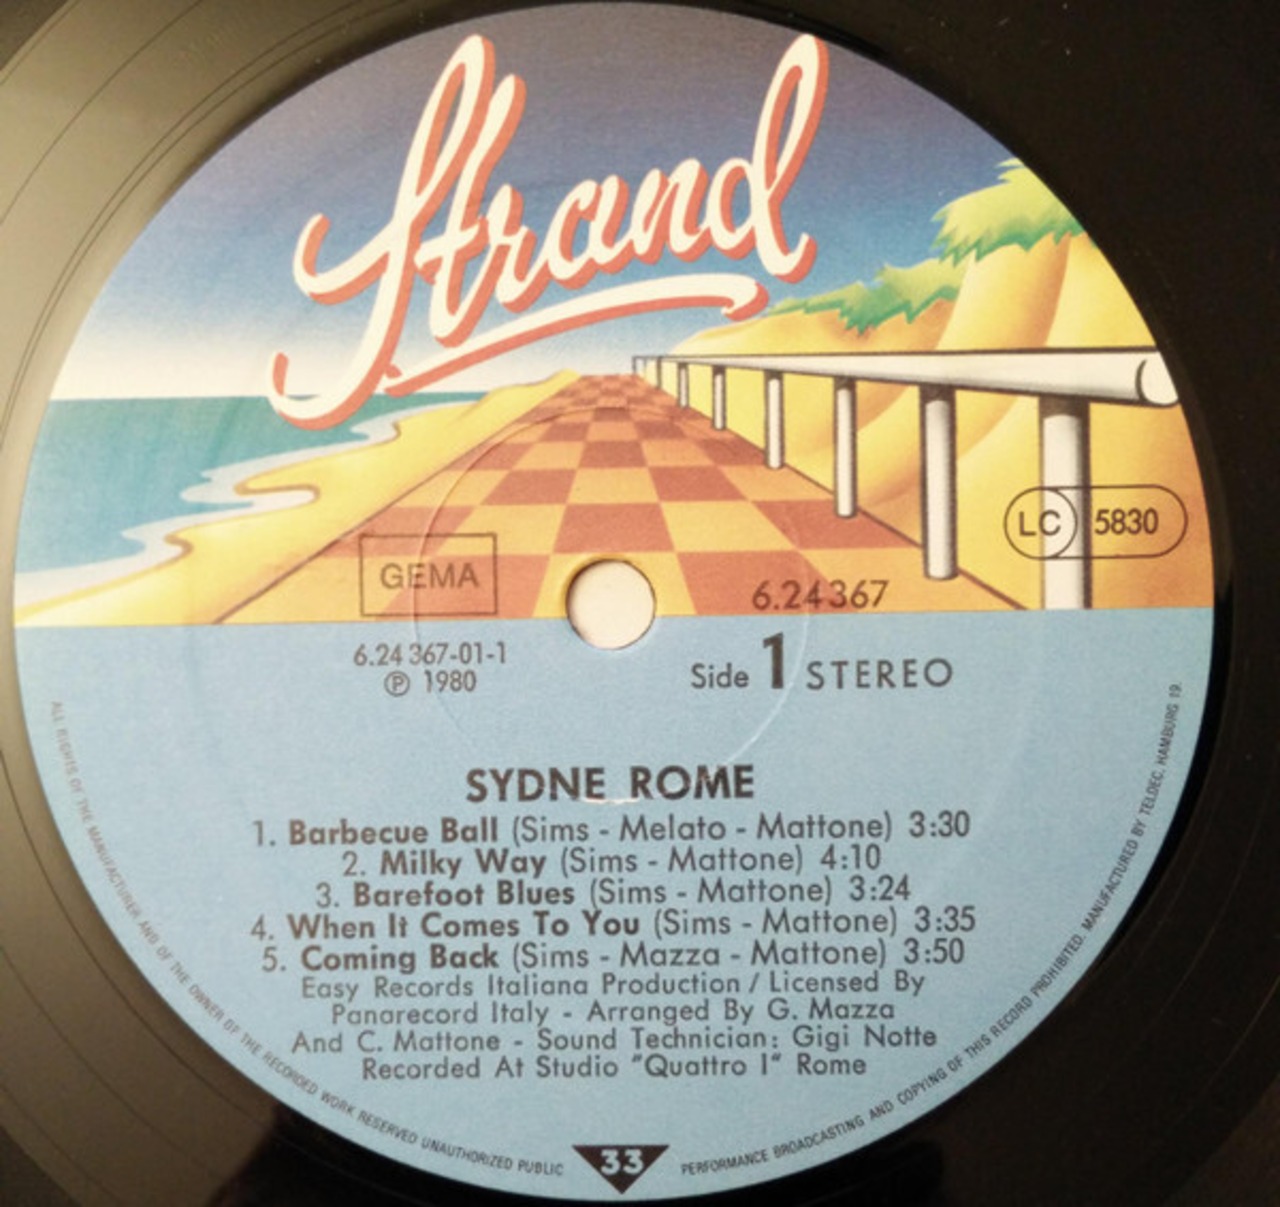 Strand
LC 5830
GEMA
6.24367
6.24 367-01-1
℗ 1980
Side 1 STEREO
SYDNE ROME
1. Barbecue Ball (Sims - Melato - Mattone) 3:30
2. Milky Way (Sims - Mattone) 4:10
3. Barefoot Blues (Sims - Mattone) 3:24
4. When It Comes To You (Sims - Mattone) 3:35
5. Coming Back (Sims - Mazza - Mattone) 3:50
Easy Records Italiana Production / Licensed By
Panarecord Italy - Arranged By G. Mazza
And C. Mattone - Sound Technician: Gigi Notte
Recorded At Studio "Quattro I" Rome
ALL RIGHTS OF THE MANUFACTURER AND OF THE OWNER OF THE RECORDED WORK RESERVED UNAUTHORIZED PUBLIC
33
PERFORMANCE BROADCASTING AND COPYING OF THIS RECORD PROHIBITED. MANUFACTURED BY TELDEC, HAMBURG 19